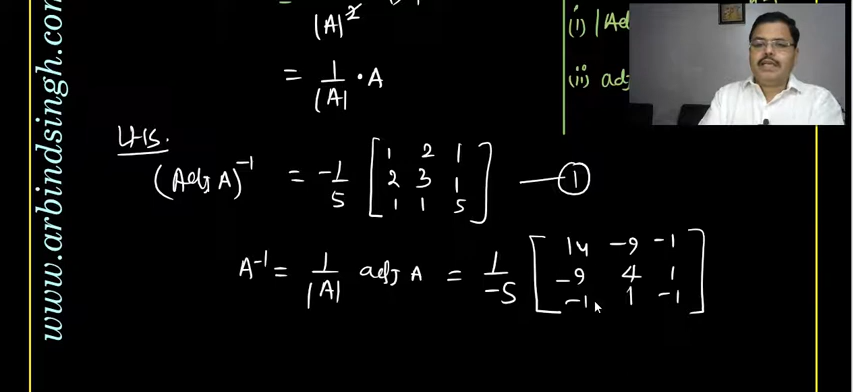 = 
|A|²
= 1/|A| · A
(i) |Adj
(ii) adj
LHS.
(Adj A)⁻¹ = -1/5 [1 2 1
2 3 1
1 1 5] — ①
A⁻¹ = 1/|A| adj A = 1/-5 [14 -9 -1
-9 4 1
-1 1 -1]
www.arbindsingh.com